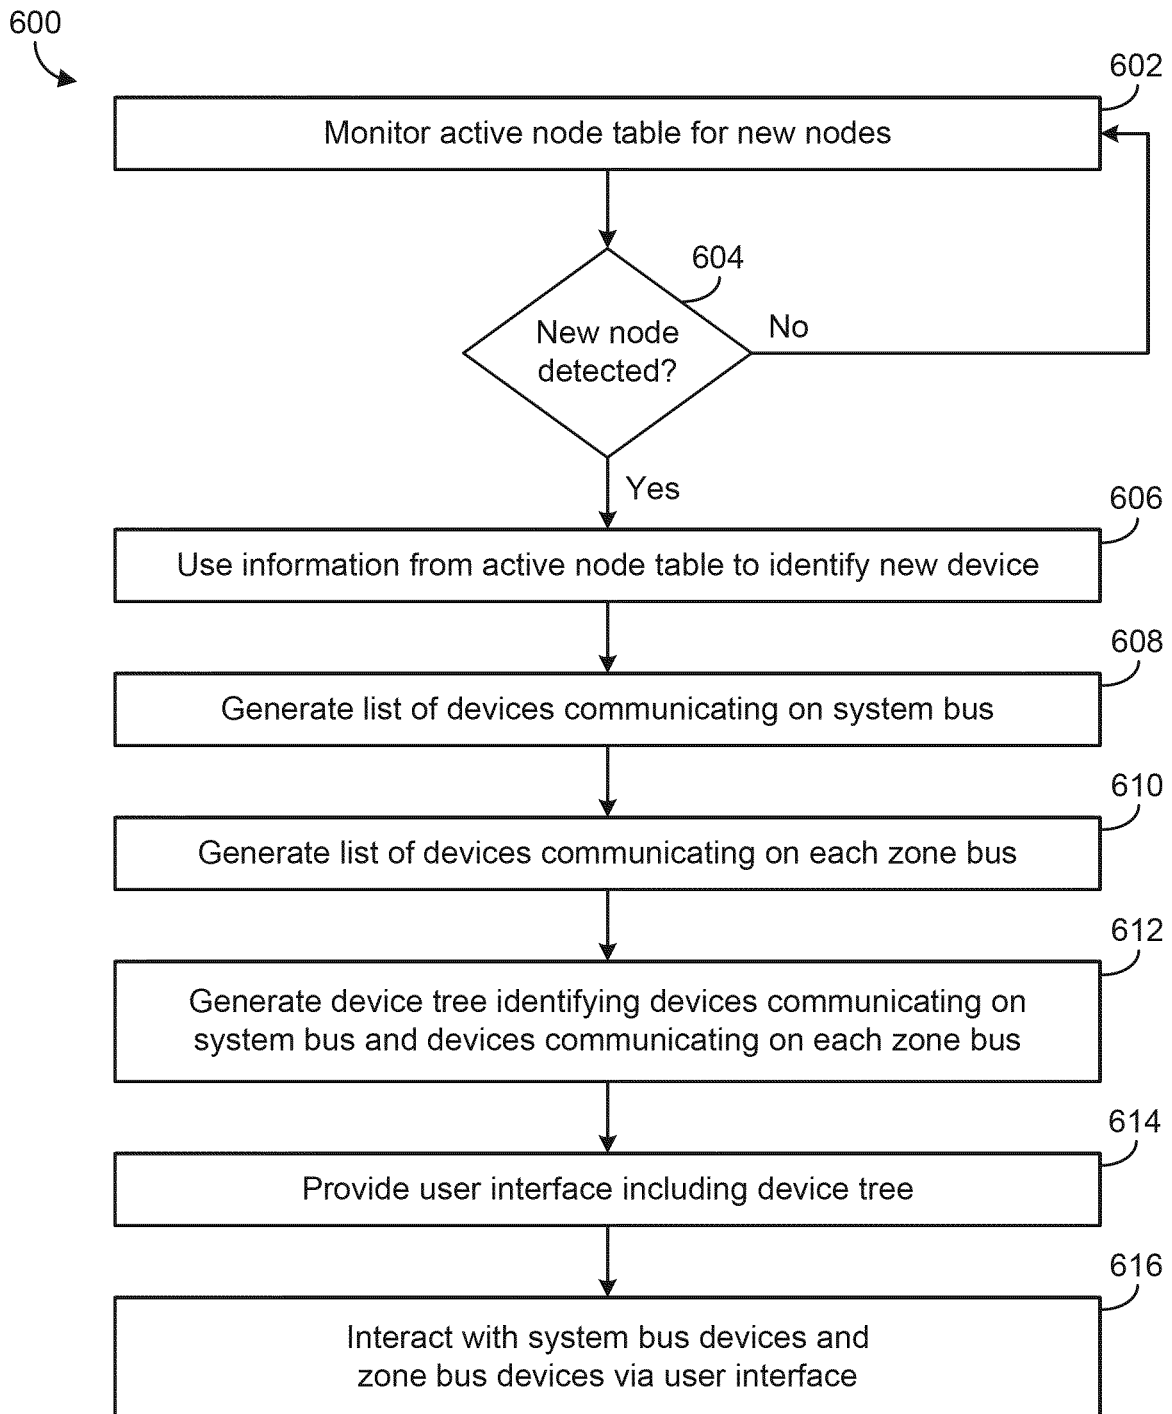 600
602
Monitor active node table for new nodes
604
New node
detected?
No
Yes
606
Use information from active node table to identify new device
608
Generate list of devices communicating on system bus
610
Generate list of devices communicating on each zone bus
612
Generate device tree identifying devices communicating on
system bus and devices communicating on each zone bus
614
Provide user interface including device tree
616
Interact with system bus devices and
zone bus devices via user interface